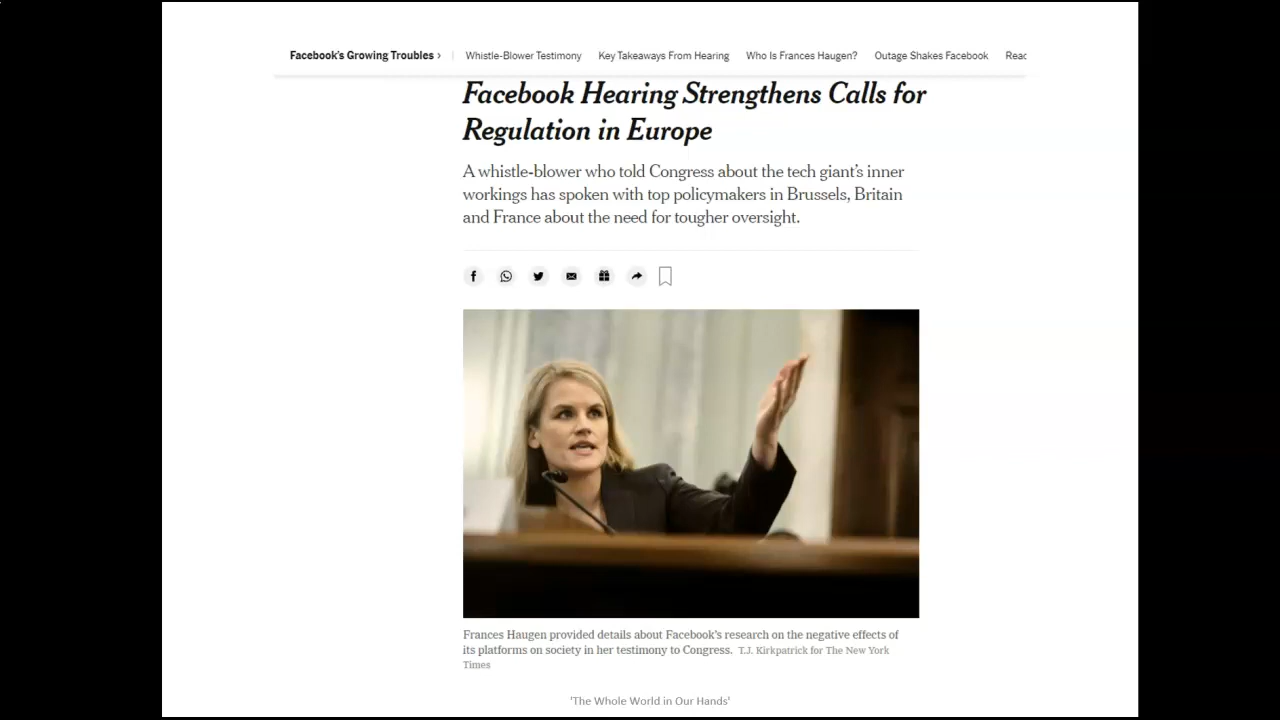 Facebook's Growing Troubles › Whistle-Blower Testimony Key Takeaways From Hearing Who Is Frances Haugen? Outage Shakes Facebook Reac
Facebook Hearing Strengthens Calls for
Regulation in Europe
A whistle-blower who told Congress about the tech giant's inner
workings has spoken with top policymakers in Brussels, Britain
and France about the need for tougher oversight.
Frances Haugen provided details about Facebook's research on the negative effects of
its platforms on society in her testimony to Congress. T.J. Kirkpatrick for The New York
Times
'The Whole World in Our Hands'